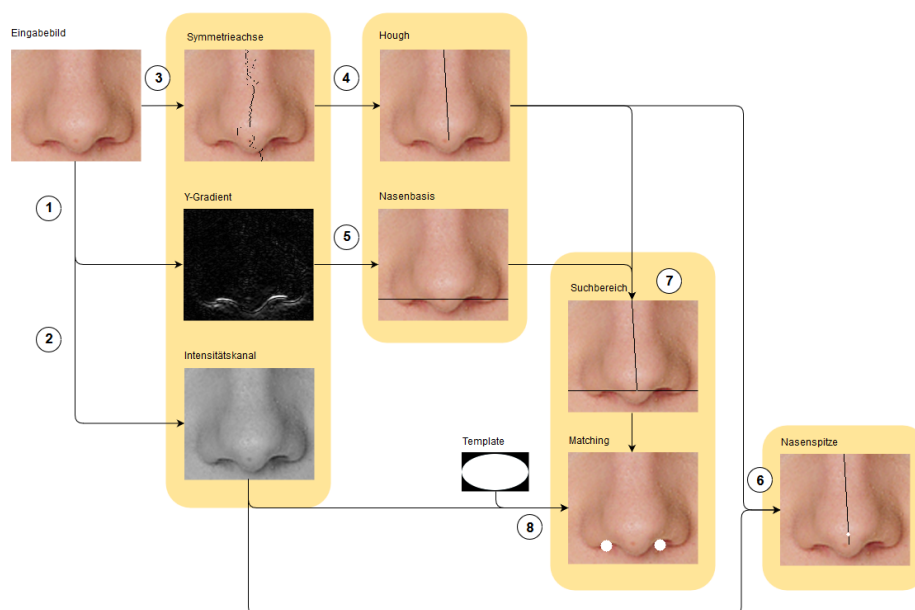 Eingabebild
Symmetrieachse
Hough
3
4
Y-Gradient
Nasenbasis
1
5
Suchbereich
7
2
Intensitätskanal
Template
Matching
Nasenspitze
6
8